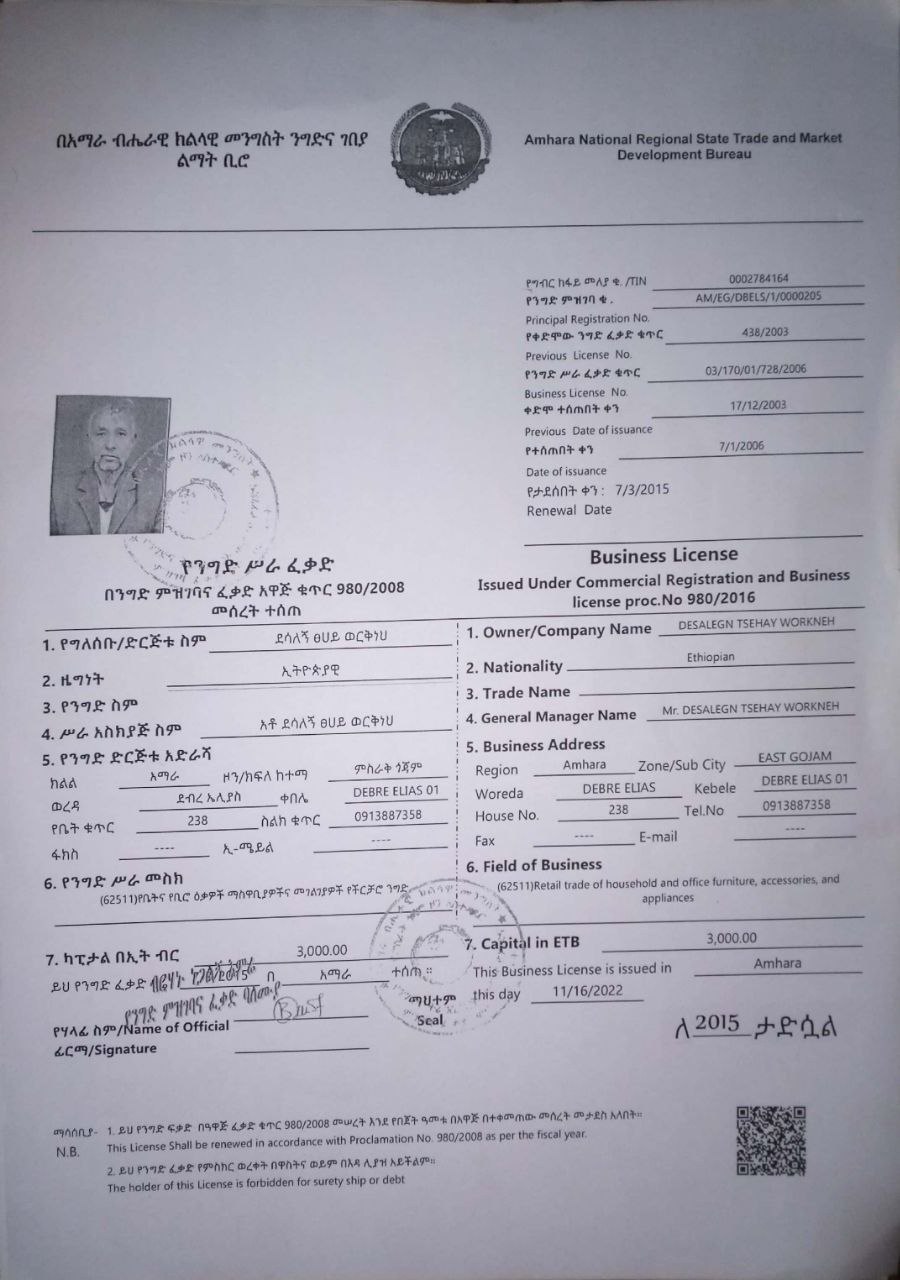 በአማራ ብሔራዊ ክልላዊ መንግስት ንግድና ገበያ
ልማት ቢሮ
Amhara National Regional State Trade and Market
Development Bureau
የግብር ከፋይ መለያ ቁ. /TIN 0002784164
የንግድ ምዝገባ ቁ . AM/EG/DBELS/1/0000205
Principal Registration No.
የቀድሞው ንግድ ፈቃድ ቁጥር 438/2003
Previous License No.
የንግድ ሥራ ፈቃድ ቁጥር 03/170/01/728/2006
Business License No.
ቀድሞ ተሰጠበት ቀን 17/12/2003
Previous Date of issuance
የተሰጠበት ቀን 7/1/2006
Date of issuance
የታደሰበት ቀን : 7/3/2015
Renewal Date
የንግድ ሥራ ፈቃድ
በንግድ ምዝገባና ፈቃድ አዋጅ ቁጥር 980/2008
መሰረት ተሰጠ
Business License
Issued Under Commercial Registration and Business
license proc.No 980/2016
1. የግለሰቡ/ድርጅቱ ስም ደሳለኝ ፀሀይ ወርቅነህ
2. ዜግነት ኢትዮጵያዊ
3. የንግድ ስም
4. ሥራ አስኪያጅ ስም አቶ ደሳለኝ ፀሀይ ወርቅነህ
5. የንግድ ድርጅቱ አድራሻ
ክልል አማራ ዞን/ክፍለ ከተማ ምስራቅ ጎጃም
ወረዳ ደብረ ኤሊያስ ቀበሌ DEBRE ELIAS 01
የቤት ቁጥር 238 ስልክ ቁጥር 0913887358
ፋክስ ---- ኢ-ሜይል ----
6. የንግድ ሥራ መስክ
(62511)የቤትና የቢሮ ዕቃዎች ማስዋቢያዎችና መገልገያዎች የችርቻሮ ንግድ
7. ካፒታል በኢት ብር 3,000.00
ይህ የንግድ ፈቃድ በ አማራ ተሰጠ ።
የንግድ ምዝገባና ፈቃድ ባለሙያ
የሃላፊ ስም/Name of Official
ፊርማ/Signature
ማህተም
Seal
1. Owner/Company Name DESALEGN TSEHAY WORKNEH
2. Nationality Ethiopian
3. Trade Name
4. General Manager Name Mr. DESALEGN TSEHAY WORKNEH
5. Business Address
Region Amhara Zone/Sub City EAST GOJAM
Woreda DEBRE ELIAS Kebele DEBRE ELIAS 01
House No. 238 Tel.No 0913887358
Fax ---- E-mail ----
6. Field of Business
(62511)Retail trade of household and office furniture, accessories, and
appliances
7. Capital in ETB 3,000.00
This Business License is issued in Amhara
this day 11/16/2022
ለ 2015 ታድሷል
ማሳሰቢያ- 1. ይህ የንግድ ፍቃድ በዓዋጅ ፈቃድ ቁጥር 980/2008 መሠረት እንደ የበጀት ዓመቱ በአዋጅ በተቀመጠው መሰረት መታደስ አለበት።
N.B. This License Shall be renewed in accordance with Proclamation No. 980/2008 as per the fiscal year.
2. ይህ የንግድ ፈቃድ የምስክር ወረቀት በዋስትና ወይም በእዳ ሊያዝ አይችልም።
The holder of this License is forbidden for surety ship or debt